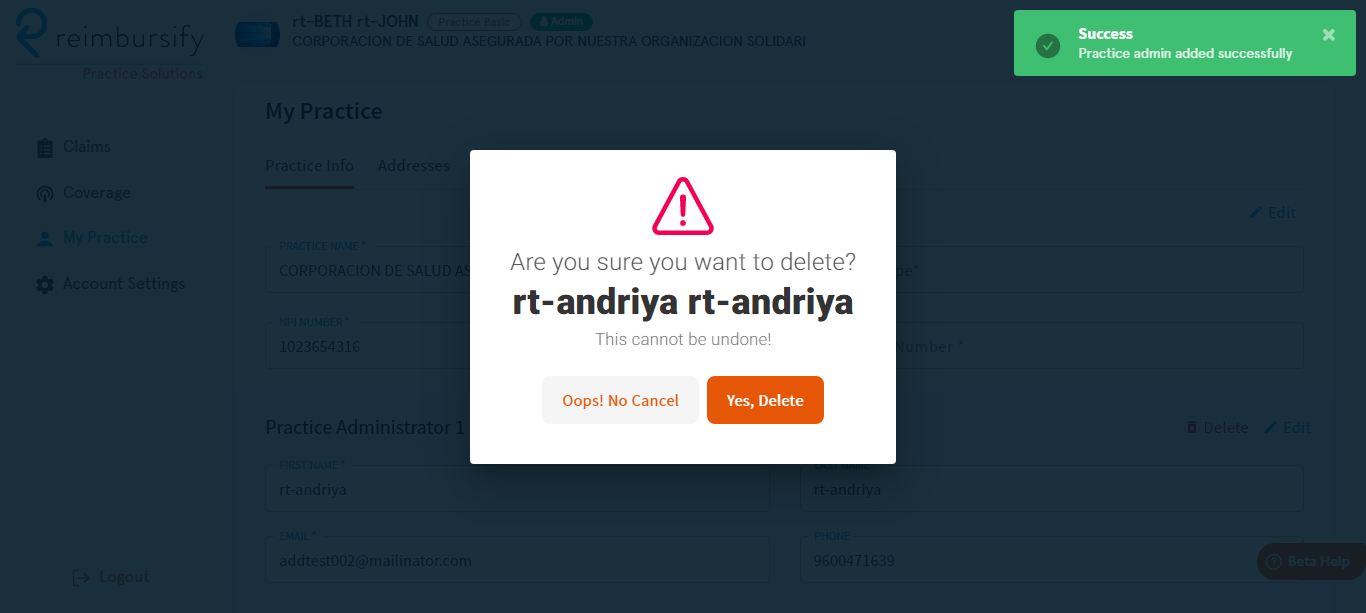 reimbursify
Practice Solutions
rt-BETH rt-JOHN Practice Basic Admin
CORPORACION DE SALUD ASEGURADA POR NUESTRA ORGANIZACION SOLIDARI
Success
Practice admin added successfully
Claims
Coverage
My Practice
Account Settings
Logout
My Practice
Practice Info Addresses
Edit
PRACTICE NAME *
CORPORACION DE SALUD AS
NPI NUMBER *
1023654316
Number *
Are you sure you want to delete?
rt-andriya rt-andriya
This cannot be undone!
Oops! No Cancel Yes, Delete
Practice Administrator 1
Delete Edit
FIRST NAME *
rt-andriya
LAST NAME
rt-andriya
EMAIL *
addtest002@mailinator.com
PHONE
9600471639
Beta Help